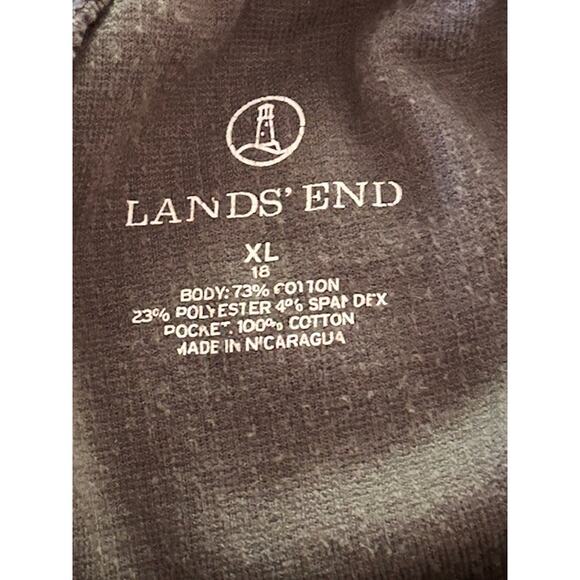 LANDS' END
XL
18
BODY: 73% COTTON
23% POLYESTER 4% SPANDEX
POCKET: 100% COTTON
MADE IN NICARAGUA